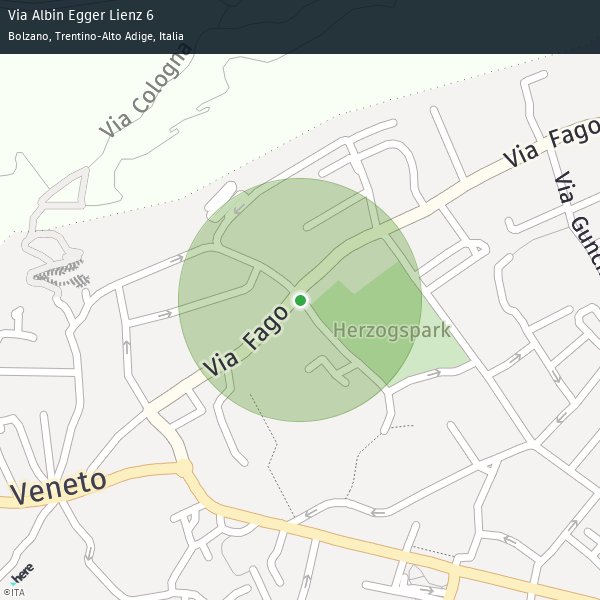 Via Albin Egger Lienz 6
Bolzano, Trentino-Alto Adige, Italia
Via Cologna
Via Fago
Via
Herzogspark
Via Fago
Veneto
here
©ITA